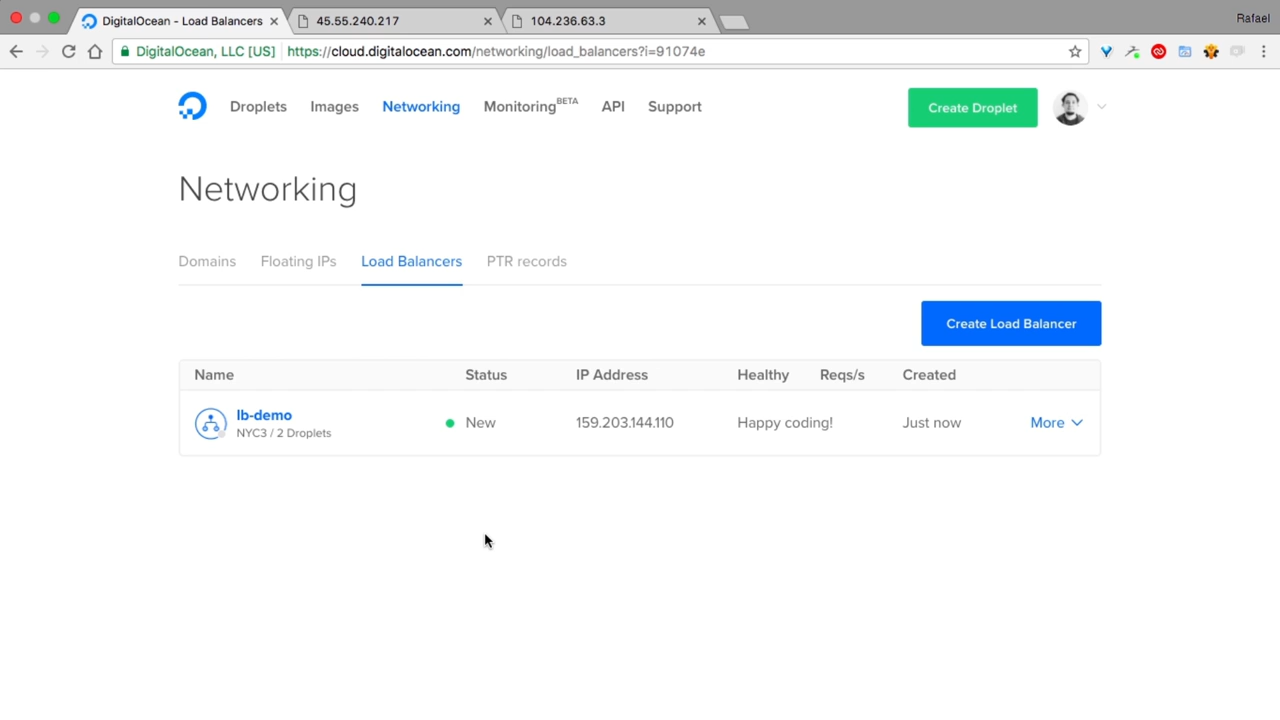 DigitalOcean - Load Balancers
45.55.240.217
104.236.63.3
Rafael
DigitalOcean, LLC [US]
https://cloud.digitalocean.com/networking/load_balancers?i=91074e
Droplets
Images
Networking
Monitoring BETA
API
Support
Create Droplet
Networking
Domains
Floating IPs
Load Balancers
PTR records
Create Load Balancer
Name
Status
IP Address
Healthy
Reqs/s
Created
lb-demo
NYC3 / 2 Droplets
New
159.203.144.110
Happy coding!
Just now
More